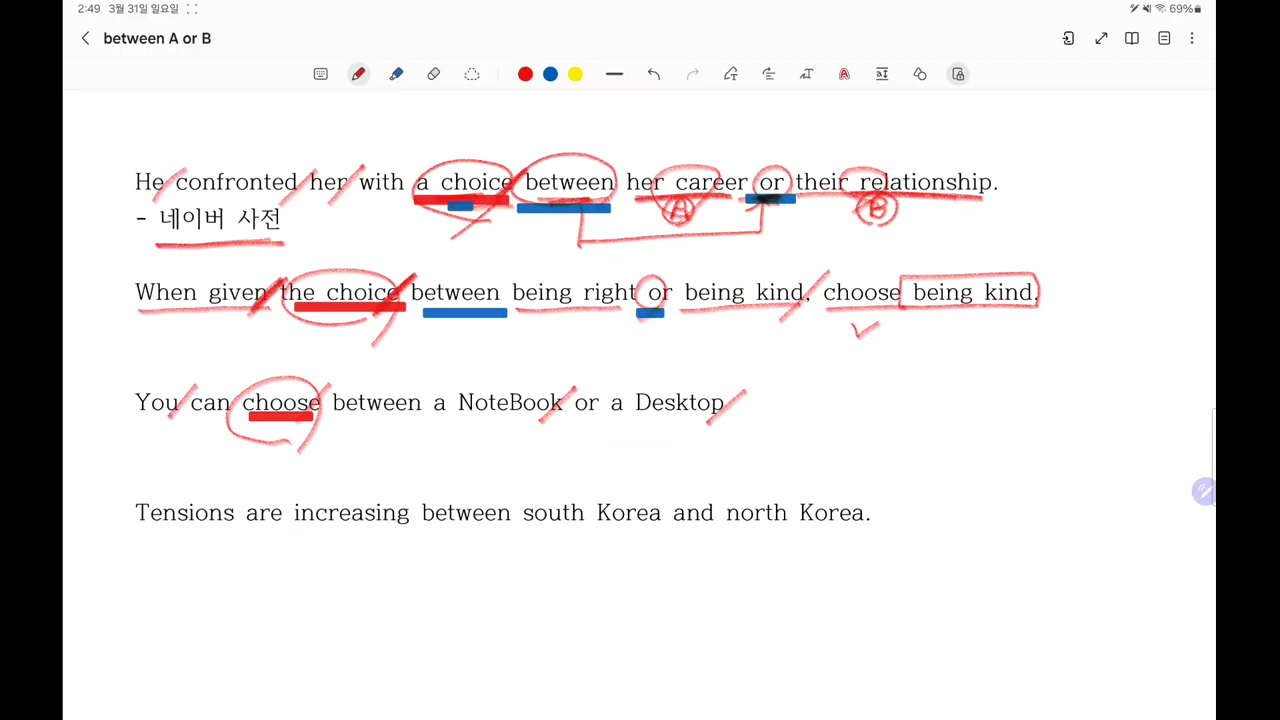 2:49 3월 31일 일요일 69%
between A or B
He confronted her with a choice between her career or their relationship.
A B
- 네이버 사전
When given the choice between being right or being kind, choose being kind.
You can choose between a NoteBook or a Desktop
Tensions are increasing between south Korea and north Korea.